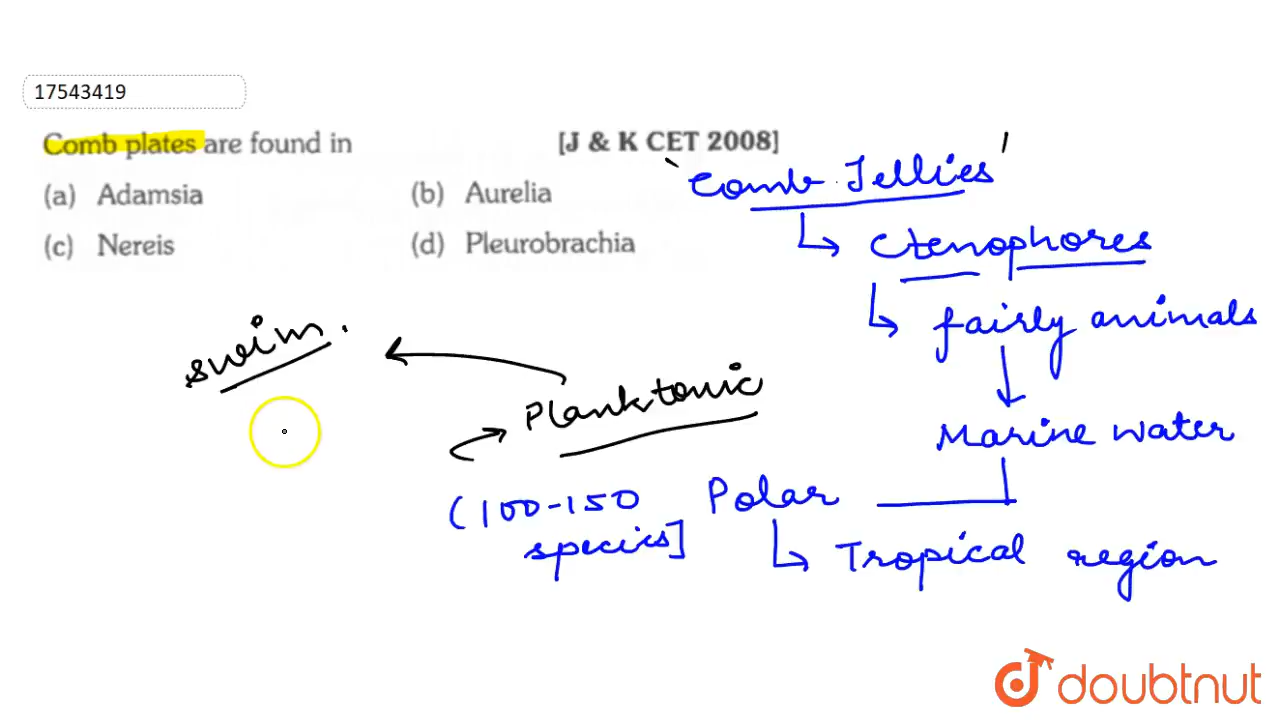 17543419
Comb plates are found in [J & K CET 2008]
(a) Adamsia (b) Aurelia
(c) Nereis (d) Pleurobrachia
'Comb Jellies'
Ctenophores
fairly animals
Marine water
Polar
Tropical region
(100-150
species]
Planktonic
swim.
doubtnut